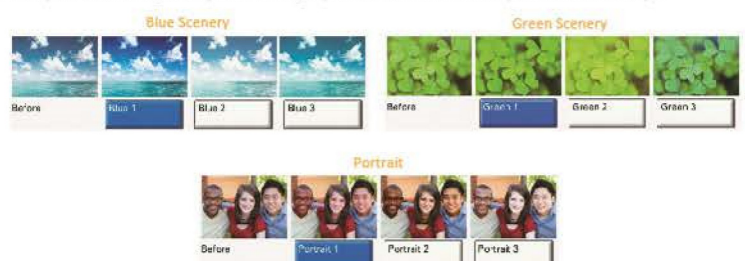 Blue Scenery
Before Blue 1 Blue 2 Blue 3
Green Scenery
Before Green 1 Green 2 Green 3
Portrait
Before Portrait 1 Portrait 2 Portrait 3